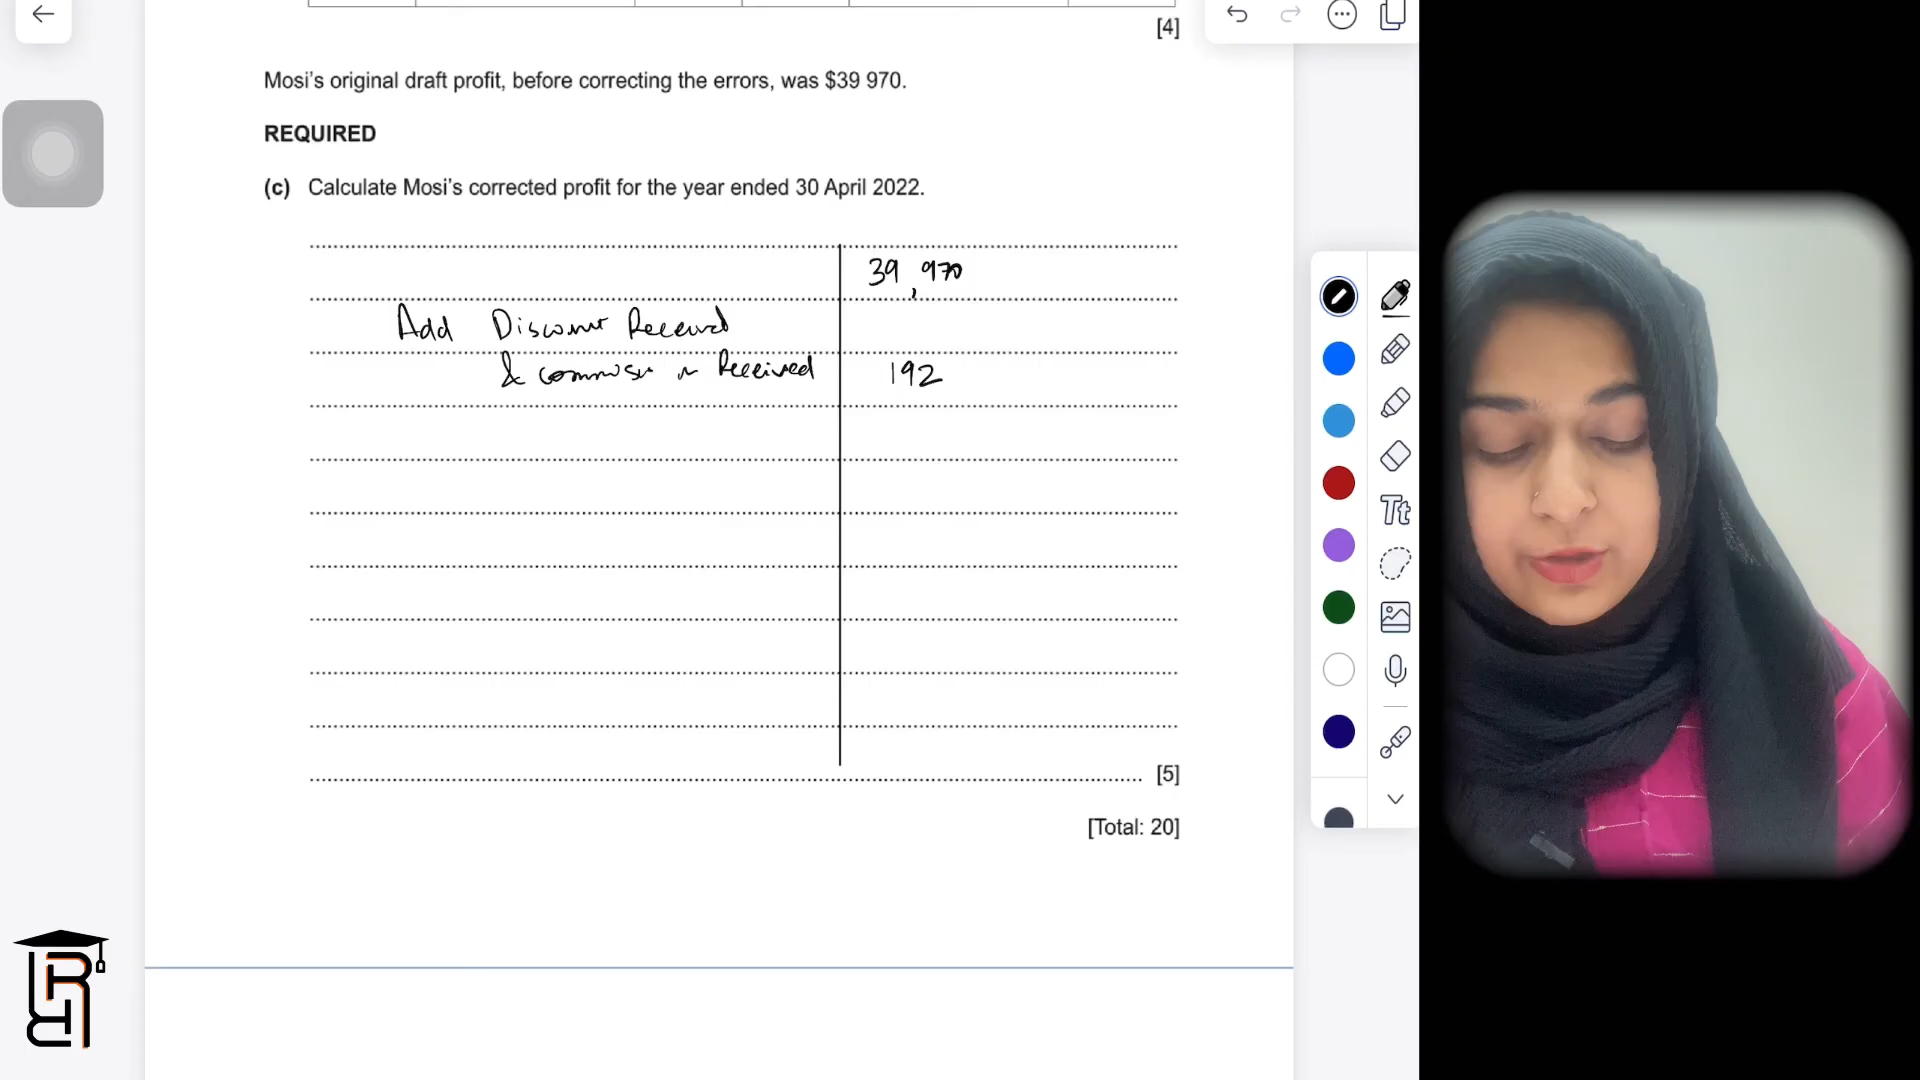 [4]
Mosi's original draft profit, before correcting the errors, was $39 970.
REQUIRED
(c) Calculate Mosi's corrected profit for the year ended 30 April 2022.
39,970
Add Discount Received
& commission Received 192
[5]
[Total: 20]
Tt